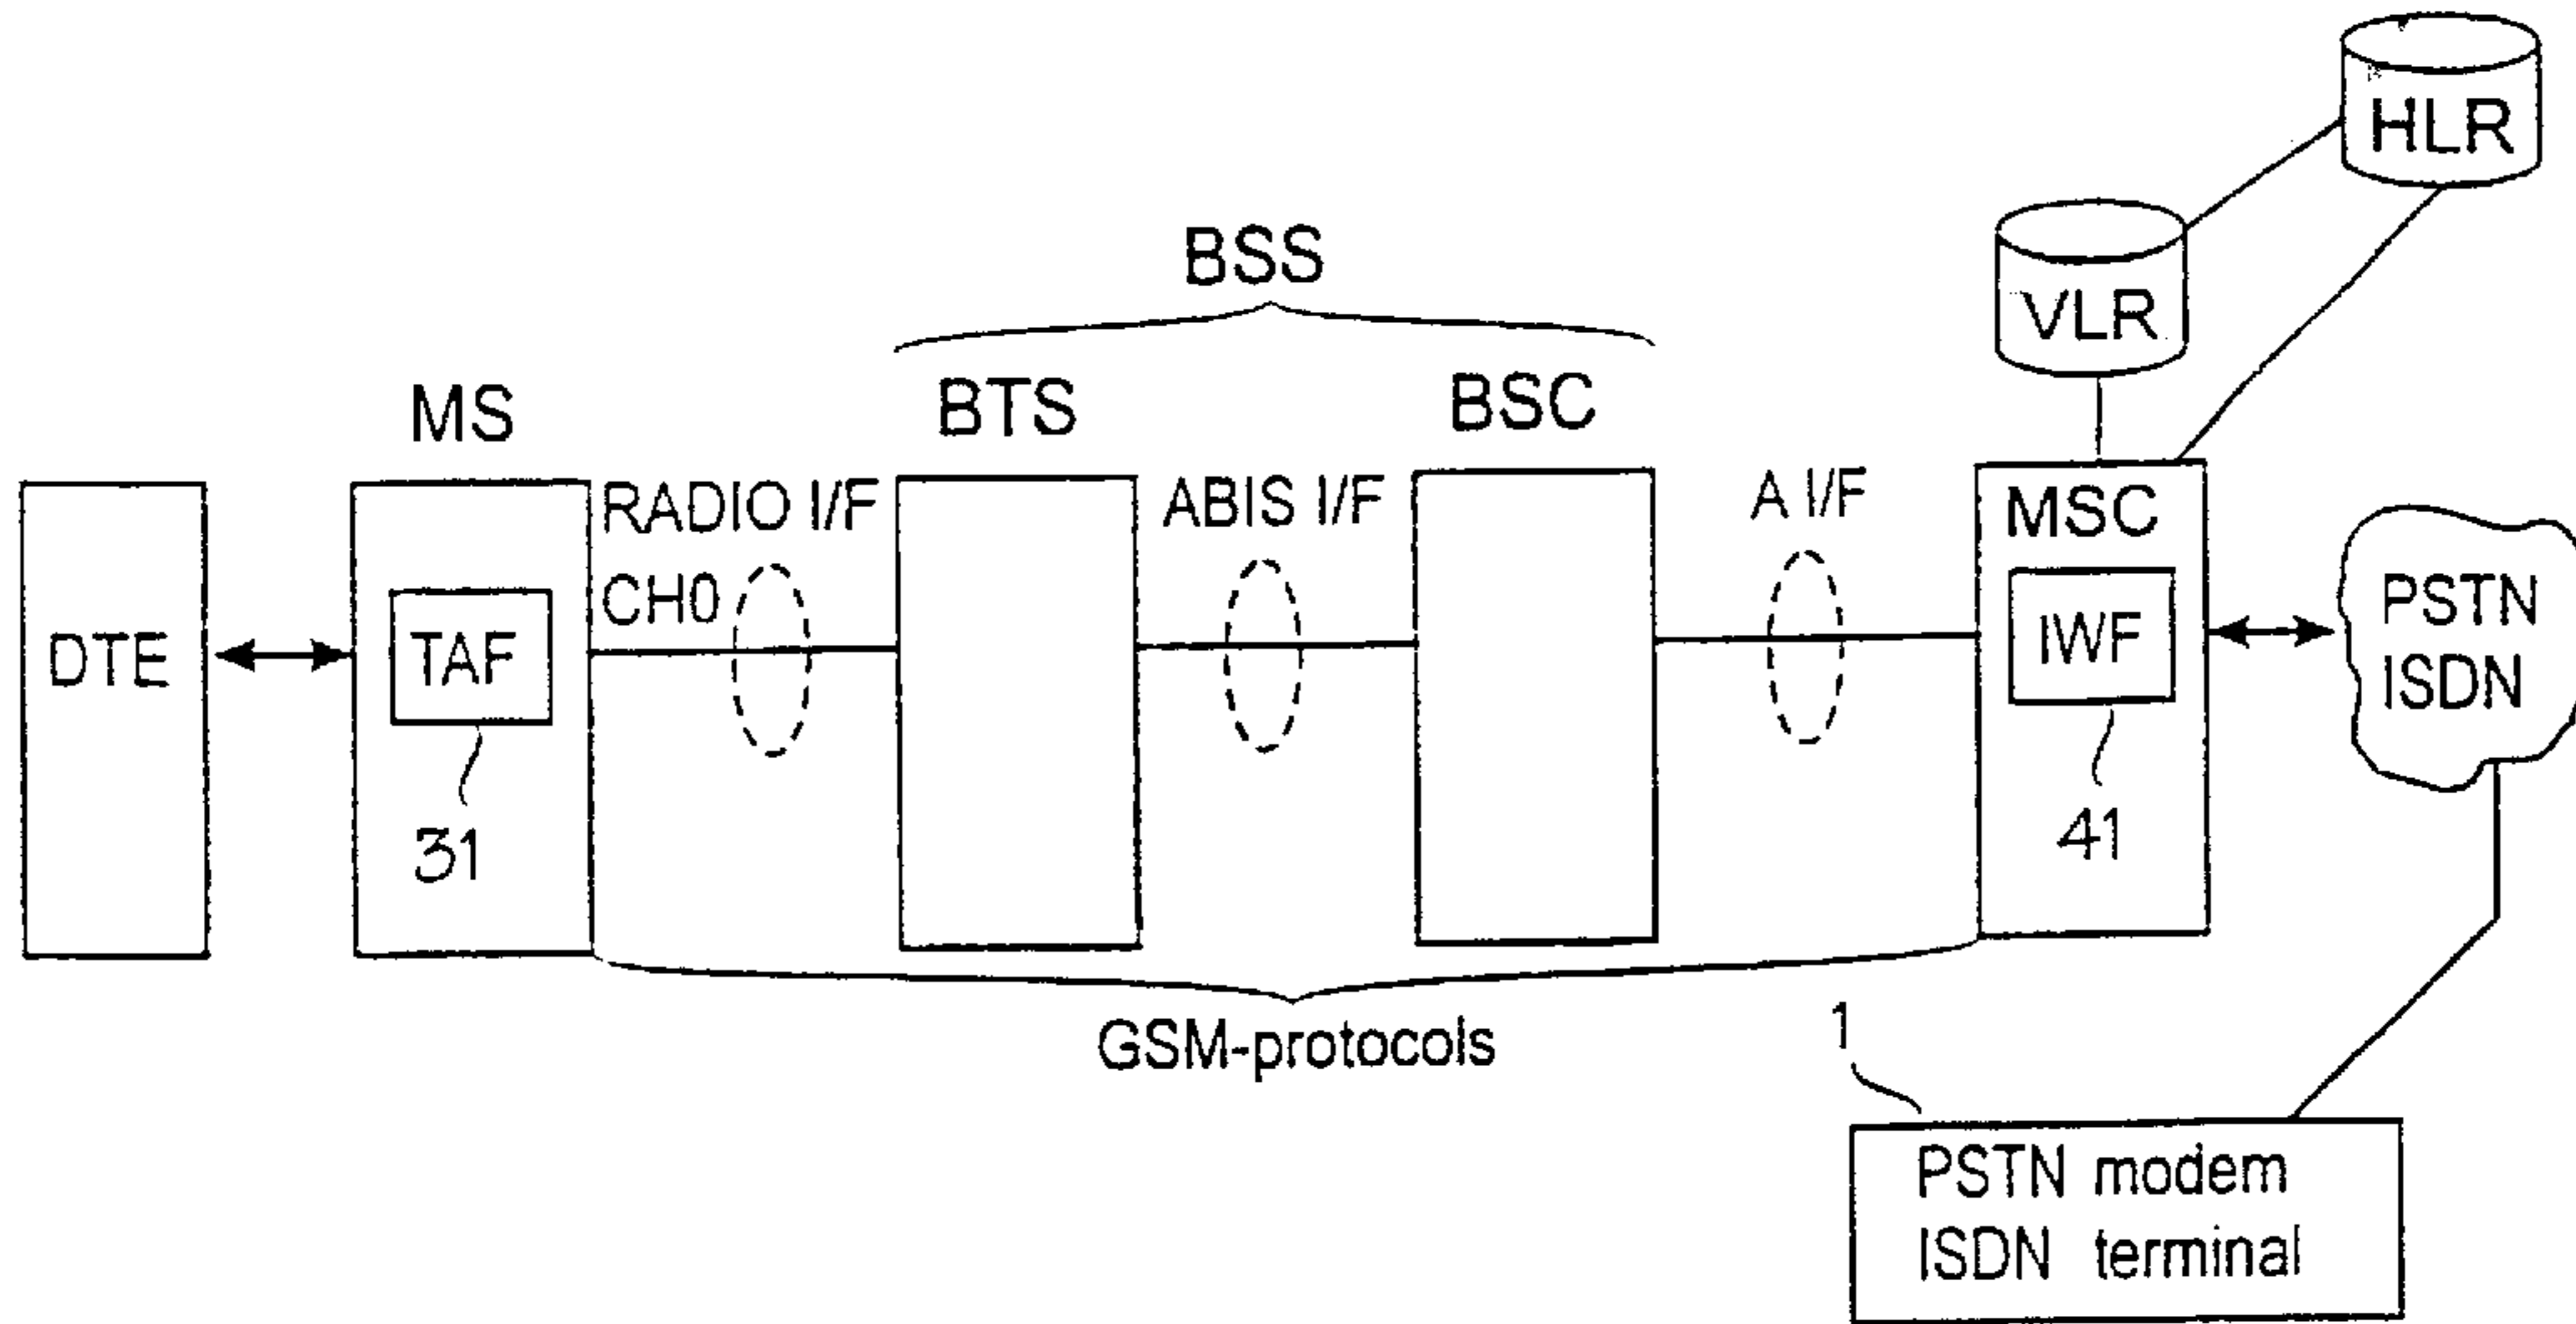 HLR
VLR
BSS
MS
BTS
BSC
RADIO I/F
CH0
ABIS I/F
A I/F
MSC
DTE
TAF
IWF
PSTN
ISDN
31
41
GSM-protocols
1
PSTN modem
ISDN terminal